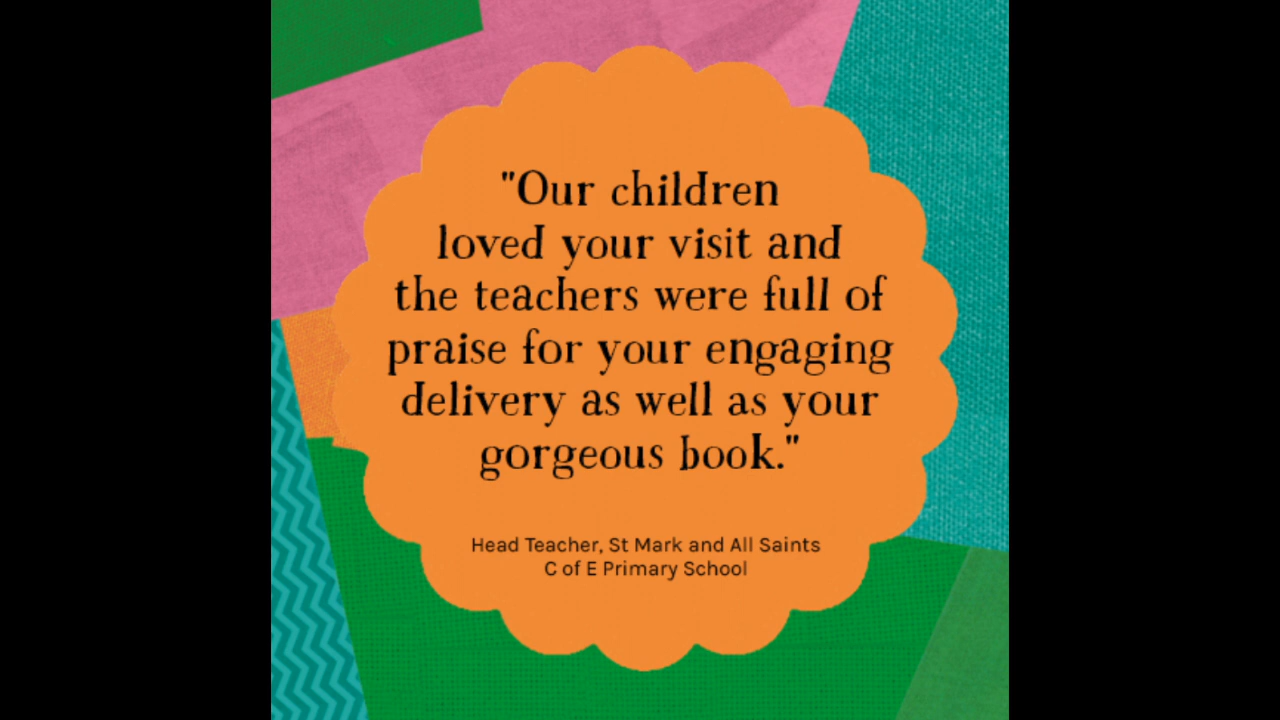 "Our children
loved your visit and
the teachers were full of
praise for your engaging
delivery as well as your
gorgeous book."
Head Teacher, St Mark and All Saints
C of E Primary School